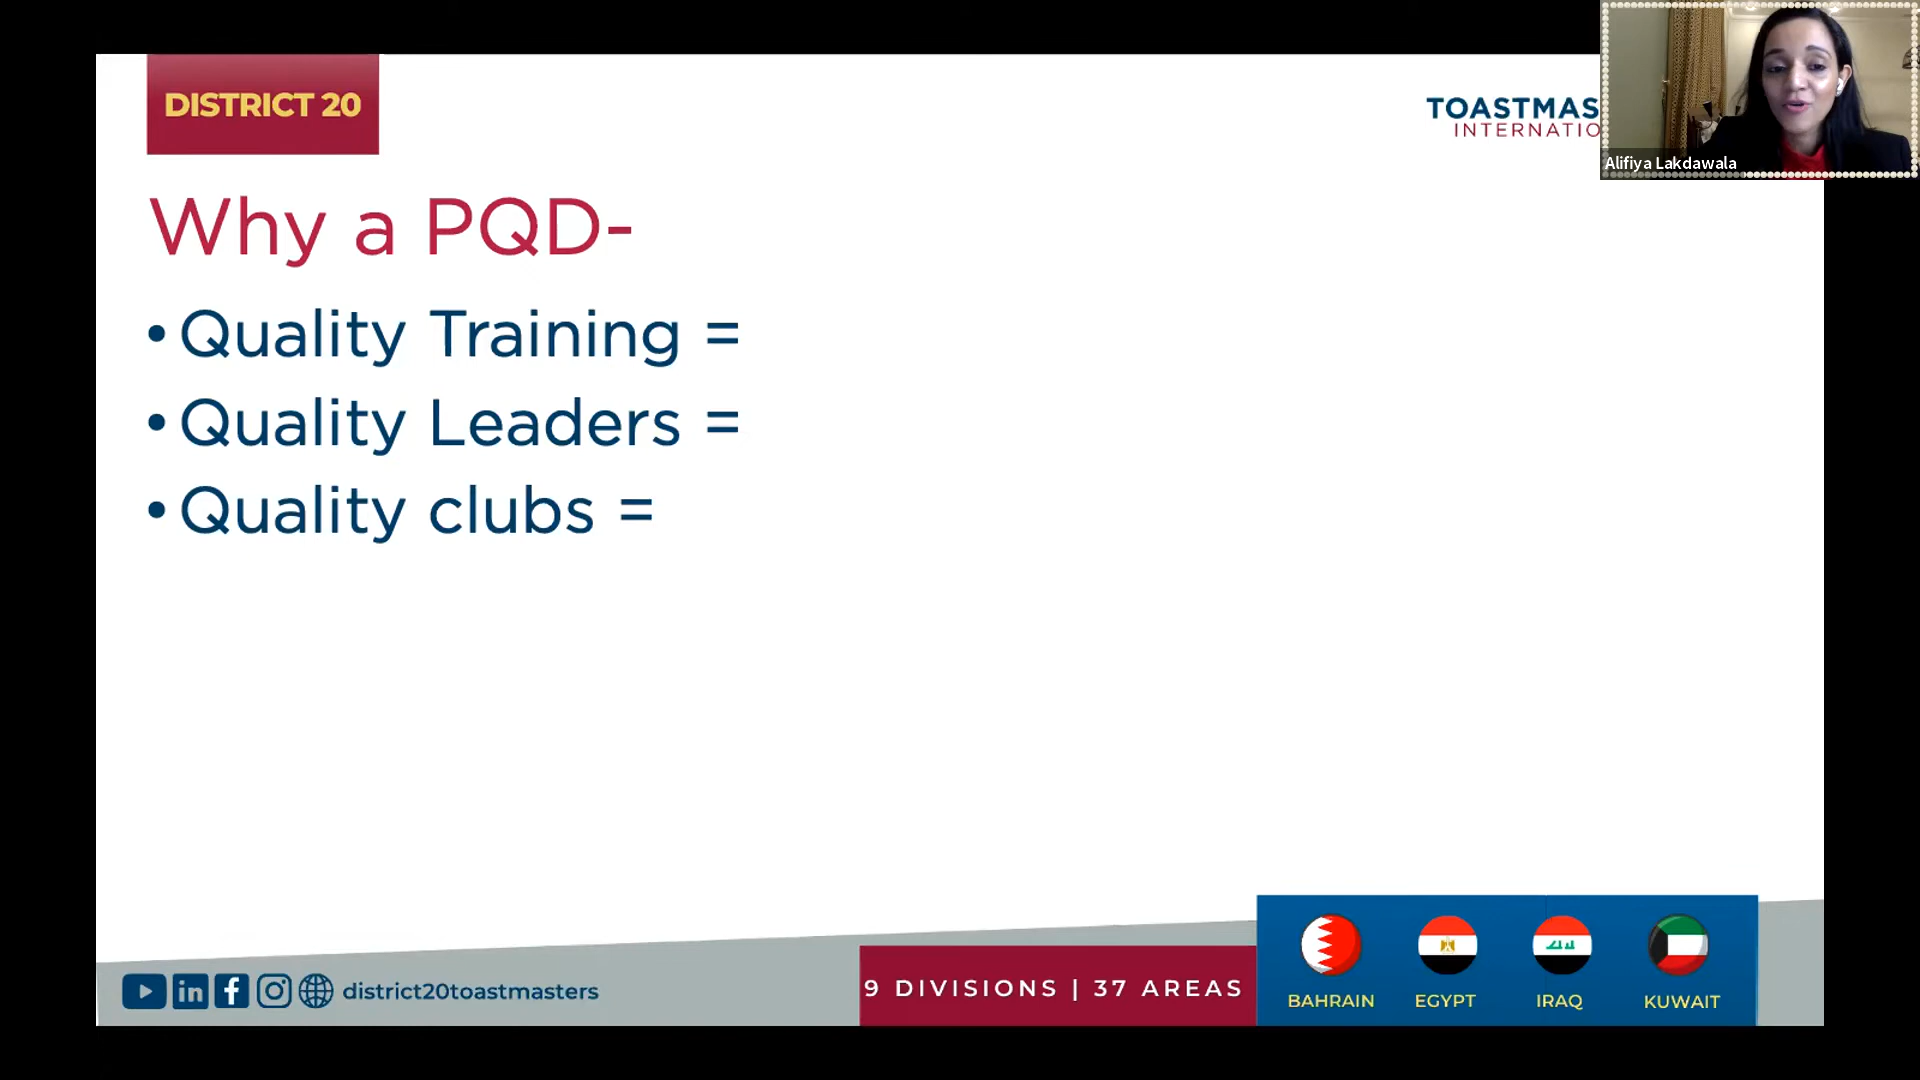 DISTRICT 20
TOASTMAS
INTERNATIO
Alifiya Lakdawala
Why a PQD-
• Quality Training =
• Quality Leaders =
• Quality clubs =
district20toastmasters
9 DIVISIONS | 37 AREAS
BAHRAIN
EGYPT
IRAQ
KUWAIT